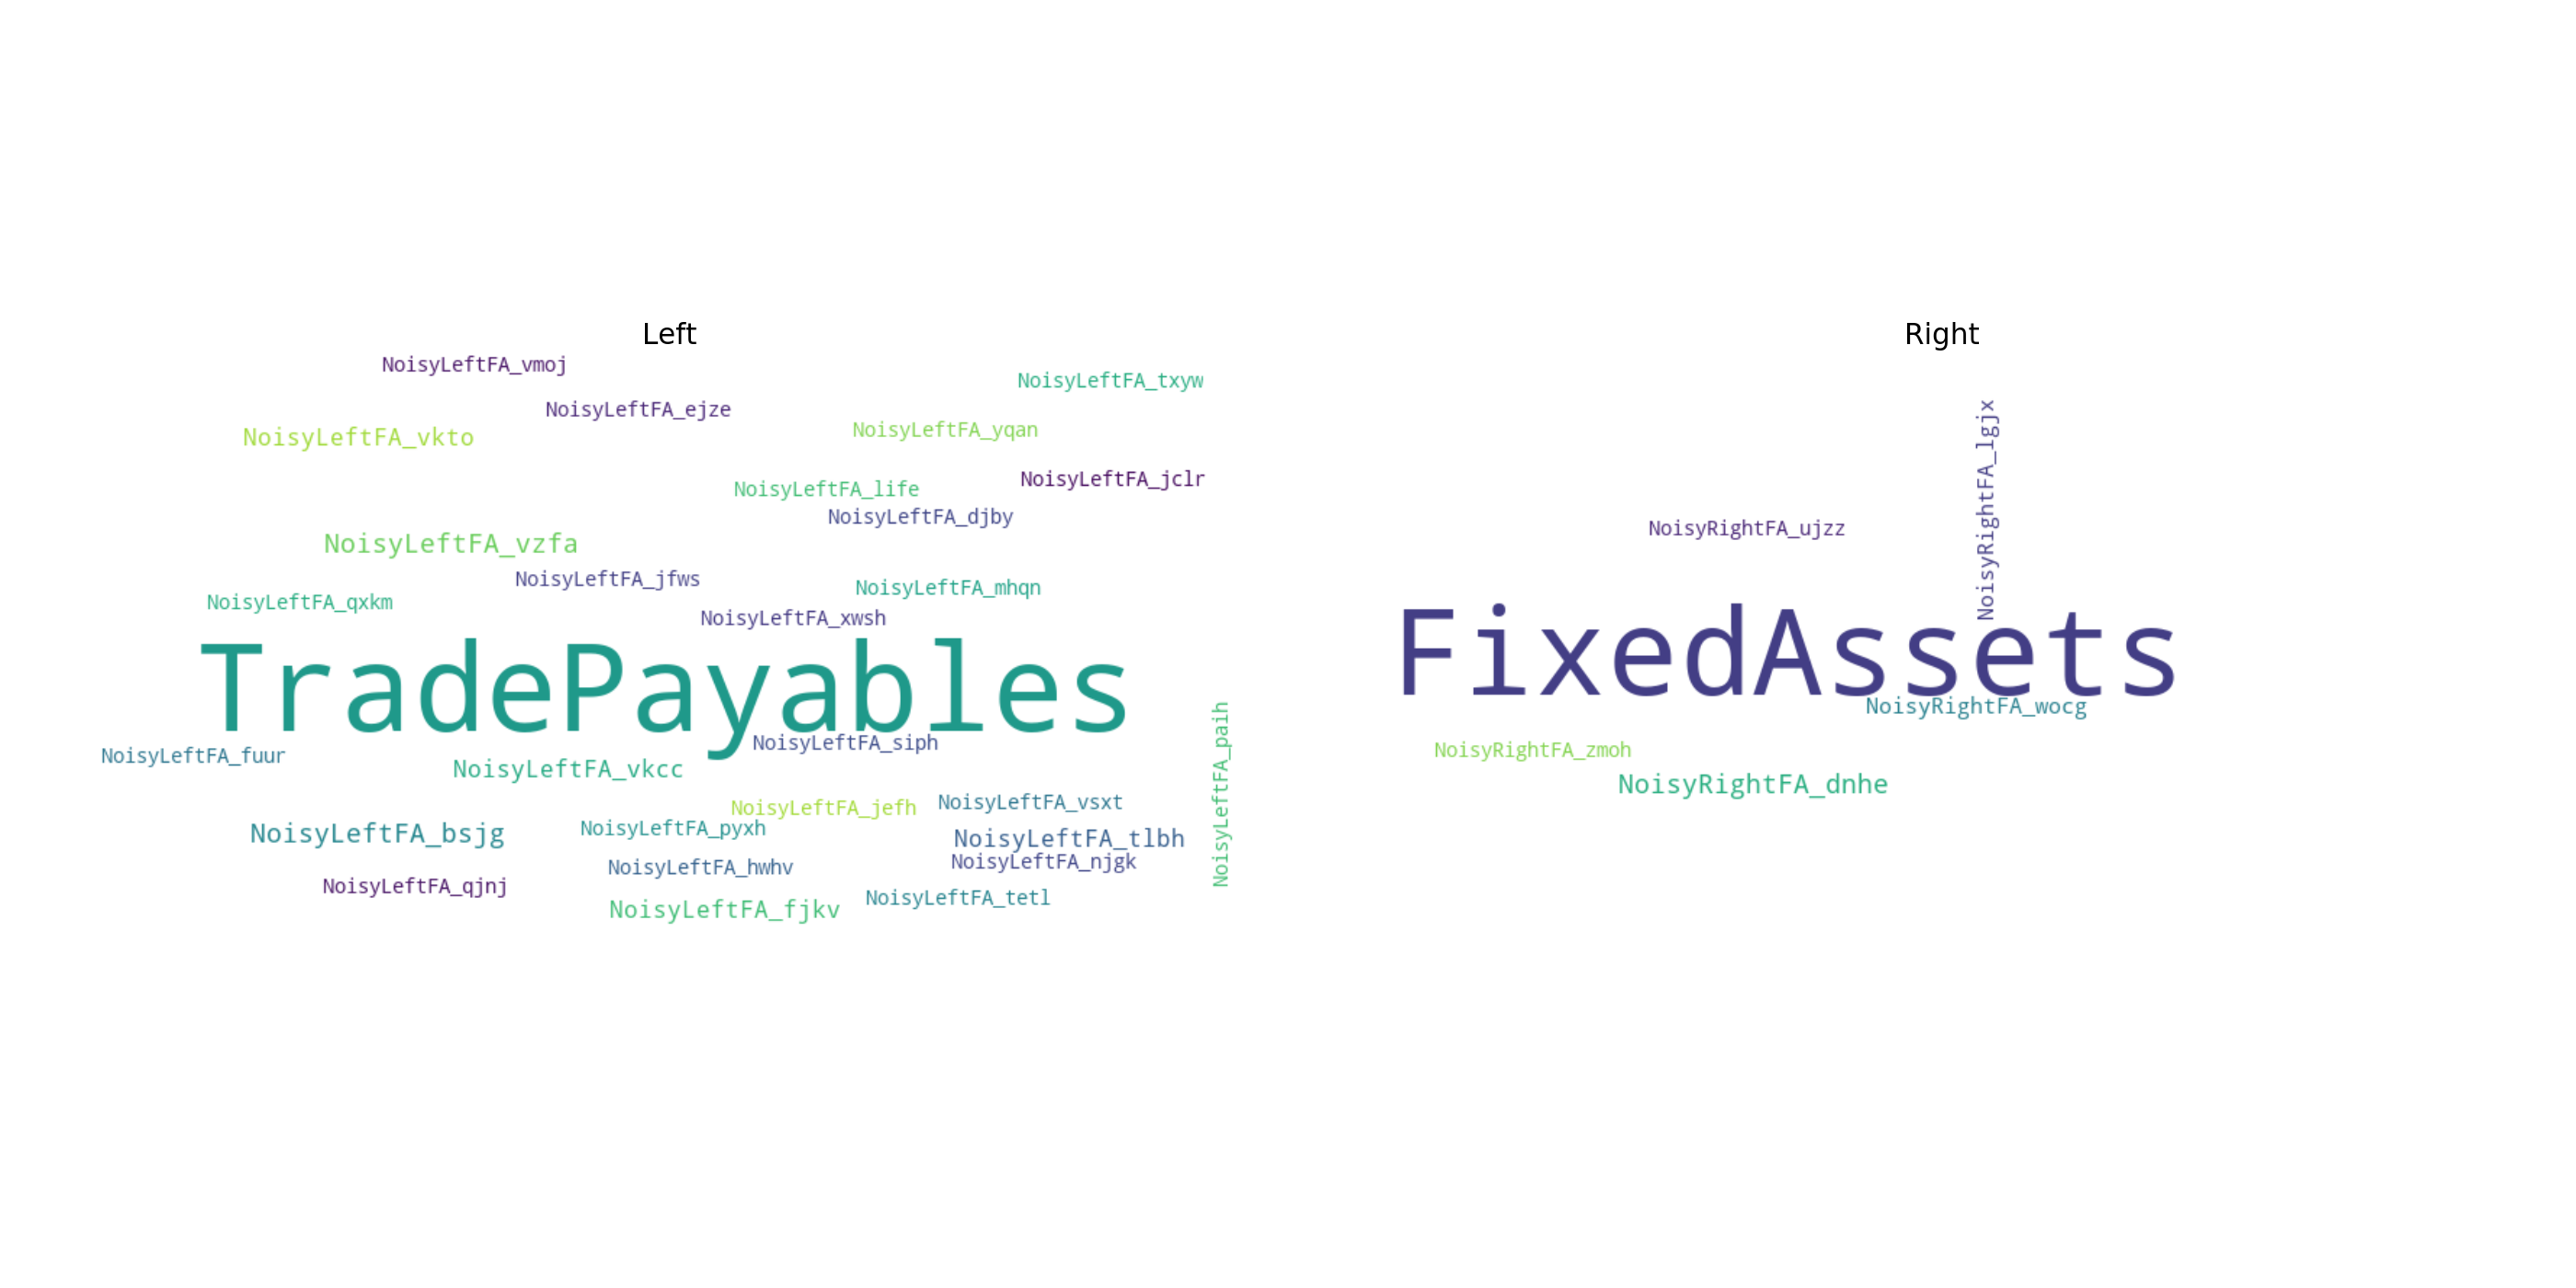 Left
NoisyLeftFA_vmoj
NoisyLeftFA_txyw
NoisyLeftFA_ejze
NoisyLeftFA_yqan
NoisyLeftFA_vkto
NoisyLeftFA_jclr
NoisyLeftFA_life
NoisyLeftFA_djby
NoisyLeftFA_vzfa
NoisyLeftFA_jfws
NoisyLeftFA_mhqn
NoisyLeftFA_qxkm
NoisyLeftFA_xwsh
TradePayables
NoisyLeftFA_siph
NoisyLeftFA_fuur
NoisyLeftFA_vkcc
NoisyLeftFA_paih
NoisyLeftFA_vsxt
NoisyLeftFA_jefh
NoisyLeftFA_pyxh
NoisyLeftFA_bsjg
NoisyLeftFA_tlbh
NoisyLeftFA_njgk
NoisyLeftFA_hwhv
NoisyLeftFA_qjnj
NoisyLeftFA_tetl
NoisyLeftFA_fjkv
Right
NoisyRightFA_lgjx
NoisyRightFA_ujzz
FixedAssets
NoisyRightFA_wocg
NoisyRightFA_zmoh
NoisyRightFA_dnhe